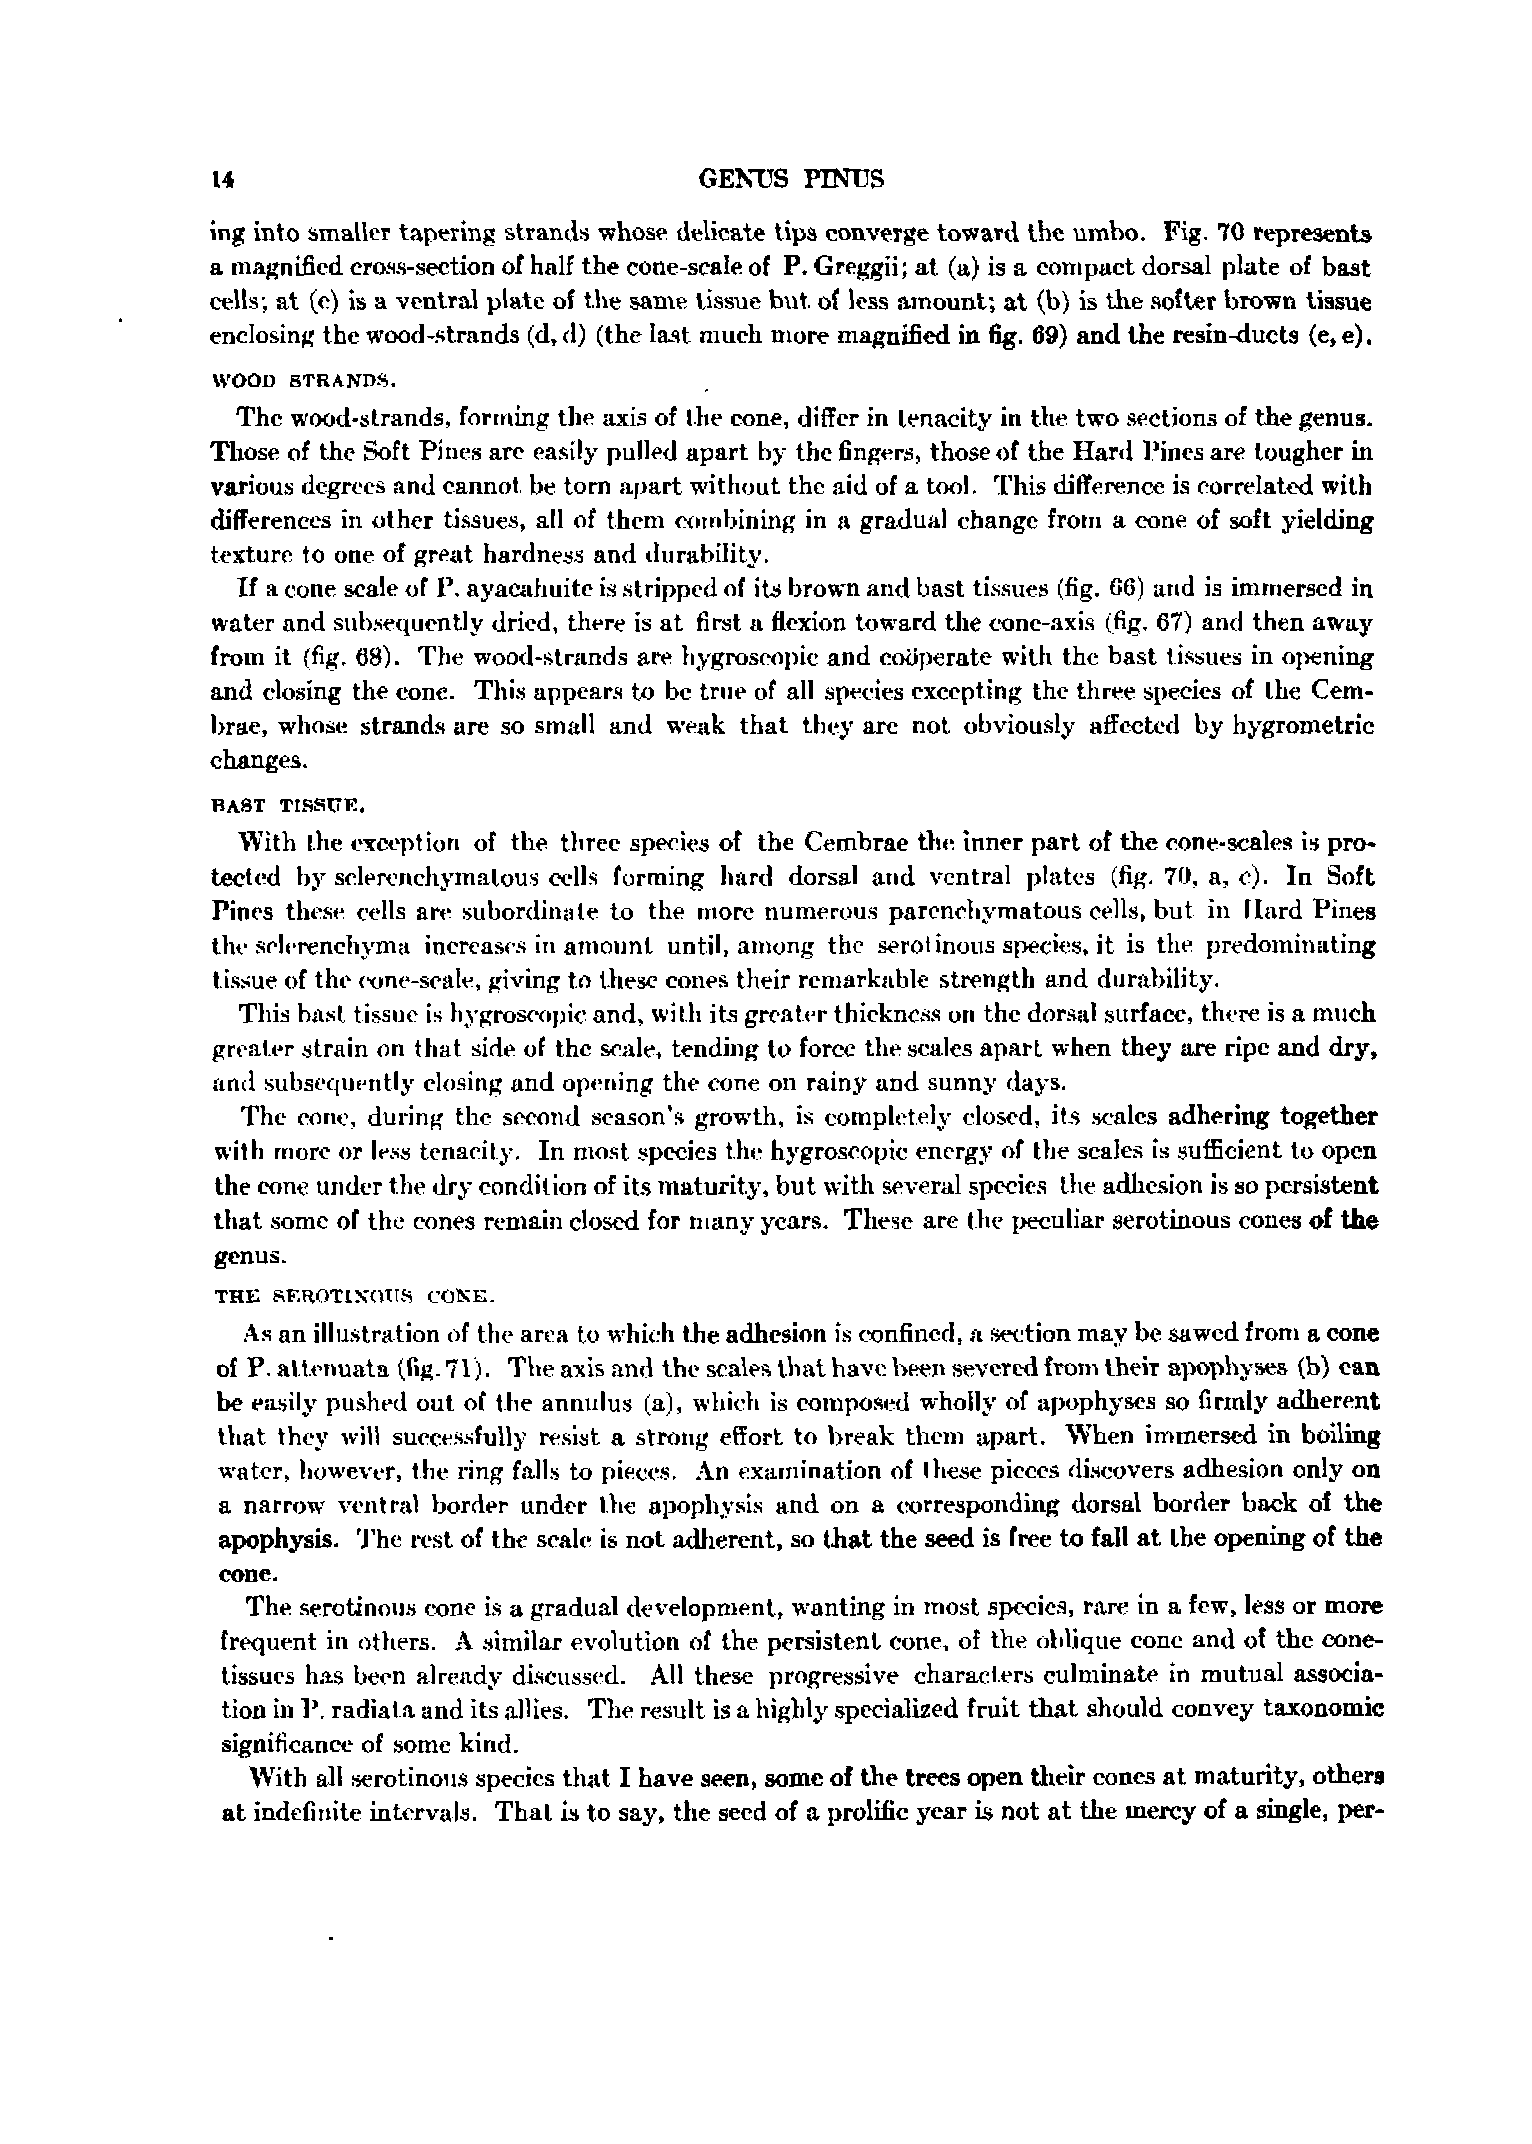 14 GENUS PINUS
ing into smaller tapering strands whose delicate tips converge toward the umbo. Fig. 70 represents
a magnified cross-section of half the cone-scale of P. Greggii; at (a) is a compact dorsal plate of bast
cells; at (c) is a ventral plate of the same tissue but of less amount; at (b) is the softer brown tissue
enclosing the wood-strands (d, d) (the last much more magnified in fig. 69) and the resin-ducts (e, e).
WOOD STRANDS.
The wood-strands, forming the axis of the cone, differ in tenacity in the two sections of the genus.
Those of the Soft Pines are easily pulled apart by the fingers, those of the Hard Pines are tougher in
various degrees and cannot be torn apart without the aid of a tool. This difference is correlated with
differences in other tissues, all of them combining in a gradual change from a cone of soft yielding
texture to one of great hardness and durability.
If a cone scale of P. ayacahuite is stripped of its brown and bast tissues (fig. 66) and is immersed in
water and subsequently dried, there is at first a flexion toward the cone-axis (fig. 67) and then away
from it (fig. 68). The wood-strands are hygroscopic and coöperate with the bast tissues in opening
and closing the cone. This appears to be true of all species excepting the three species of the Cem-
brae, whose strands are so small and weak that they are not obviously affected by hygrometric
changes.
BAST TISSUE.
With the exception of the three species of the Cembrae the inner part of the cone-scales is pro-
tected by sclerenchymatous cells forming hard dorsal and ventral plates (fig. 70, a, c). In Soft
Pines these cells are subordinate to the more numerous parenchymatous cells, but in Hard Pines
the sclerenchyma increases in amount until, among the serotinous species, it is the predominating
tissue of the cone-scale, giving to these cones their remarkable strength and durability.
This bast tissue is hygroscopic and, with its greater thickness on the dorsal surface, there is a much
greater strain on that side of the scale, tending to force the scales apart when they are ripe and dry,
and subsequently closing and opening the cone on rainy and sunny days.
The cone, during the second season's growth, is completely closed, its scales adhering together
with more or less tenacity. In most species the hygroscopic energy of the scales is sufficient to open
the cone under the dry condition of its maturity, but with several species the adhesion is so persistent
that some of the cones remain closed for many years. These are the peculiar serotinous cones of the
genus.
THE SEROTINOUS CONE.
As an illustration of the area to which the adhesion is confined, a section may be sawed from a cone
of P. attenuata (fig. 71). The axis and the scales that have been severed from their apophyses (b) can
be easily pushed out of the annulus (a), which is composed wholly of apophyses so firmly adherent
that they will successfully resist a strong effort to break them apart. When immersed in boiling
water, however, the ring falls to pieces. An examination of these pieces discovers adhesion only on
a narrow ventral border under the apophysis and on a corresponding dorsal border back of the
apophysis. The rest of the scale is not adherent, so that the seed is free to fall at the opening of the
cone.
The serotinous cone is a gradual development, wanting in most species, rare in a few, less or more
frequent in others. A similar evolution of the persistent cone, of the oblique cone and of the cone-
tissues has been already discussed. All these progressive characters culminate in mutual associa-
tion in P. radiata and its allies. The result is a highly specialized fruit that should convey taxonomic
significance of some kind.
With all serotinous species that I have seen, some of the trees open their cones at maturity, others
at indefinite intervals. That is to say, the seed of a prolific year is not at the mercy of a single, per-